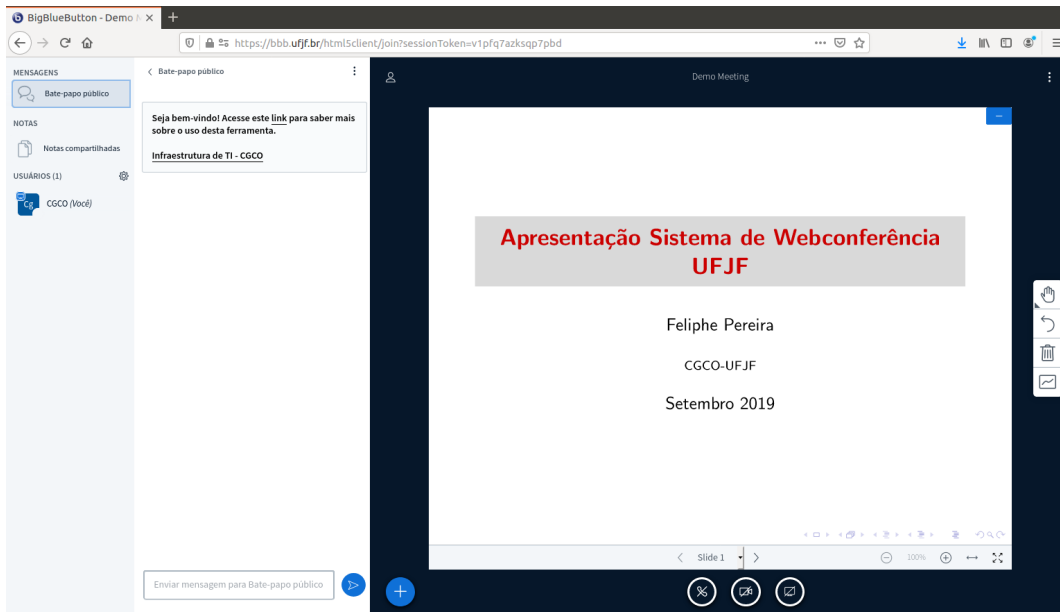 BigBlueButton - Demo M
https://bbb.ufjf.br/html5client/join?sessionToken=v1pfq7azksqp7pbd
MENSAGENS
Bate-papo público
NOTAS
Notas compartilhadas
USUÁRIOS (1)
Cg
CGCO (Você)
Bate-papo público
Seja bem-vindo! Acesse este link para saber mais
sobre o uso desta ferramenta.
Infraestrutura de TI - CGCO
Enviar mensagem para Bate-papo público
Demo Meeting
Apresentação Sistema de Webconferência
UFJF
Feliphe Pereira
CGCO-UFJF
Setembro 2019
Slide 1
100%